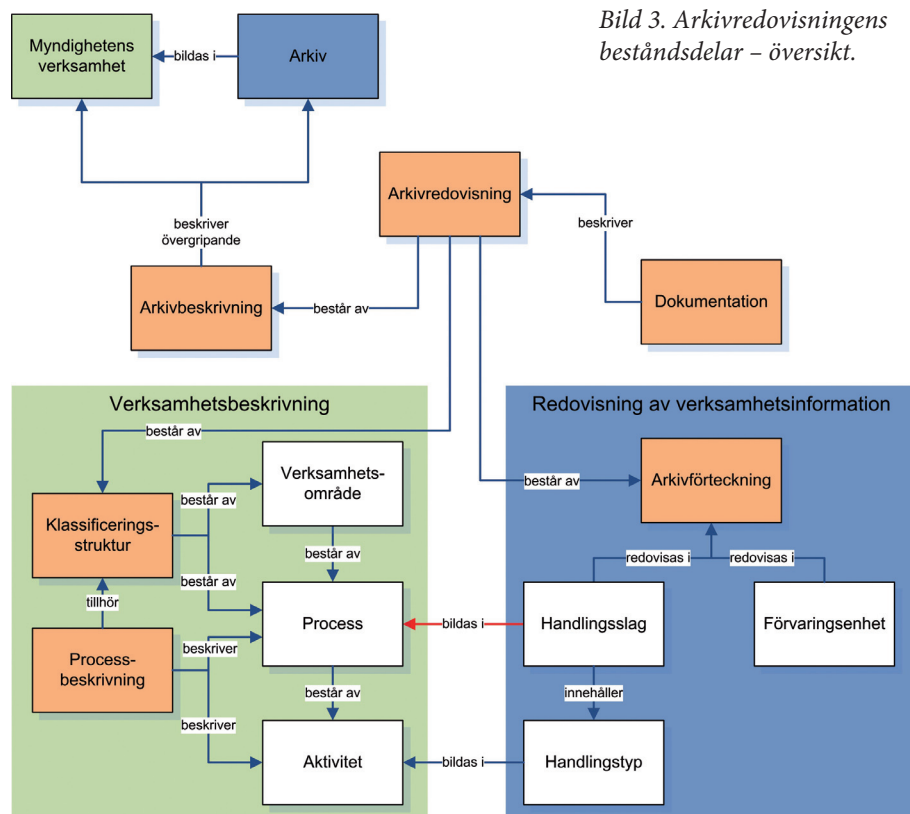 Bild 3. Arkivredovisningens
beståndsdelar – översikt.
Myndighetens
verksamhet
bildas i
Arkiv
Arkivredovisning
beskriver
beskriver
övergripande
Arkivbeskrivning
består av
Dokumentation
Verksamhetsbeskrivning
består av
Verksamhets-
område
består av
Klassificerings-
struktur
består av
består av
tillhör
Process
beskriver
Process-
beskrivning
består av
beskriver
Aktivitet
Redovisning av verksamhetsinformation
består av
Arkivförteckning
redovisas i
redovisas i
bildas i
Handlingsslag
Förvaringsenhet
innehåller
bildas i
Handlingstyp